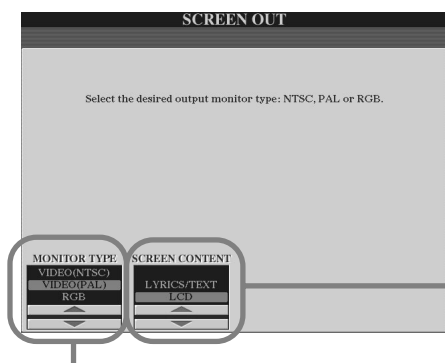 SCREEN OUT
Select the desired output monitor type: NTSC, PAL or RGB.
MONITOR TYPE
VIDEO(NTSC)
VIDEO(PAL)
RGB
SCREEN CONTENT
LYRICS/TEXT
LCD